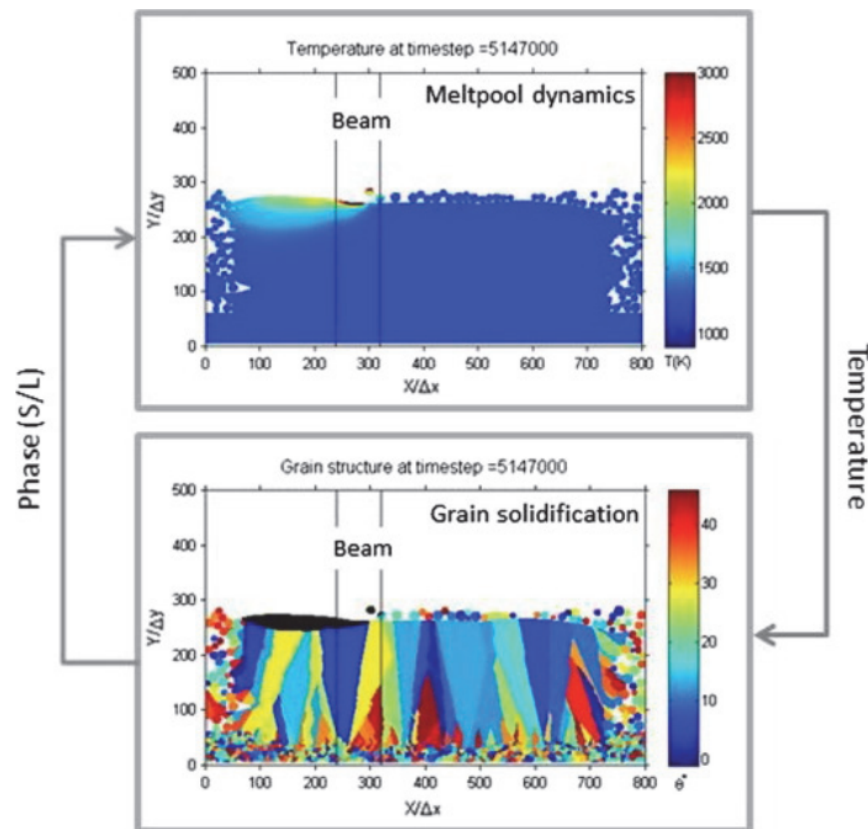 Temperature at timestep =5147000
Meltpool dynamics
Beam
Y/Δy
500
400
300
200
100
0
0 100 200 300 400 500 600 700 800
X/Δx
3000
2500
2000
1500
1000
T(K)
Phase (S/L)
Temperature
Grain structure at timestep =5147000
Grain solidification
Beam
Y/Δy
500
400
300
200
100
0
0 100 200 300 400 500 600 700 800
X/Δx
40
30
20
10
0
θ°